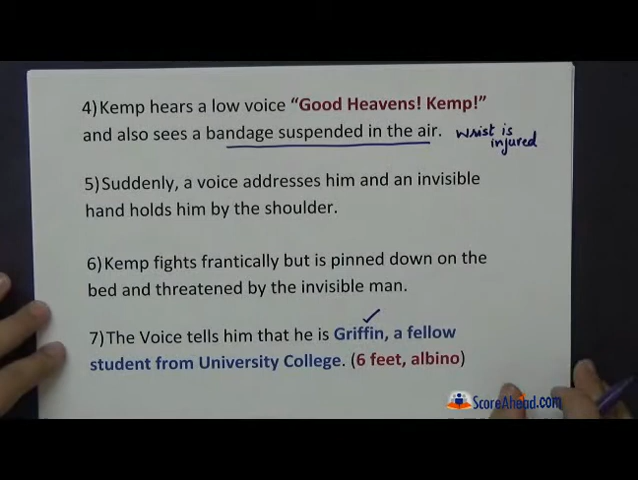 4) Kemp hears a low voice "Good Heavens! Kemp!"
and also sees a bandage suspended in the air. wrist is
injured
5) Suddenly, a voice addresses him and an invisible
hand holds him by the shoulder.
6) Kemp fights frantically but is pinned down on the
bed and threatened by the invisible man.
7) The Voice tells him that he is Griffin, a fellow
student from University College. (6 feet, albino)
ScoreAhead.com